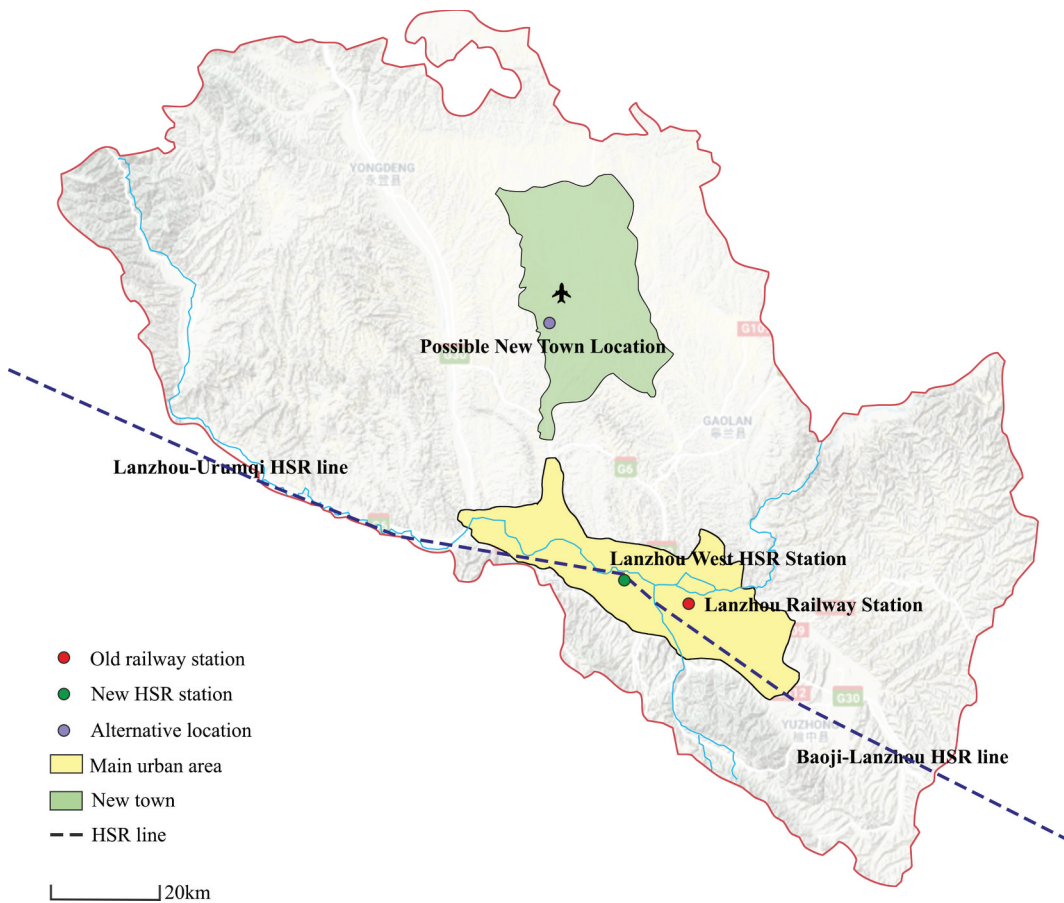 YONGDENG
永登县
Possible New Town Location
GAOLAN
皋兰县
G6
Lanzhou-Urumqi HSR line
Lanzhou West HSR Station
Lanzhou Railway Station
G30
YUZHONG
榆中县
Baoji-Lanzhou HSR line
Old railway station
New HSR station
Alternative location
Main urban area
New town
HSR line
20km